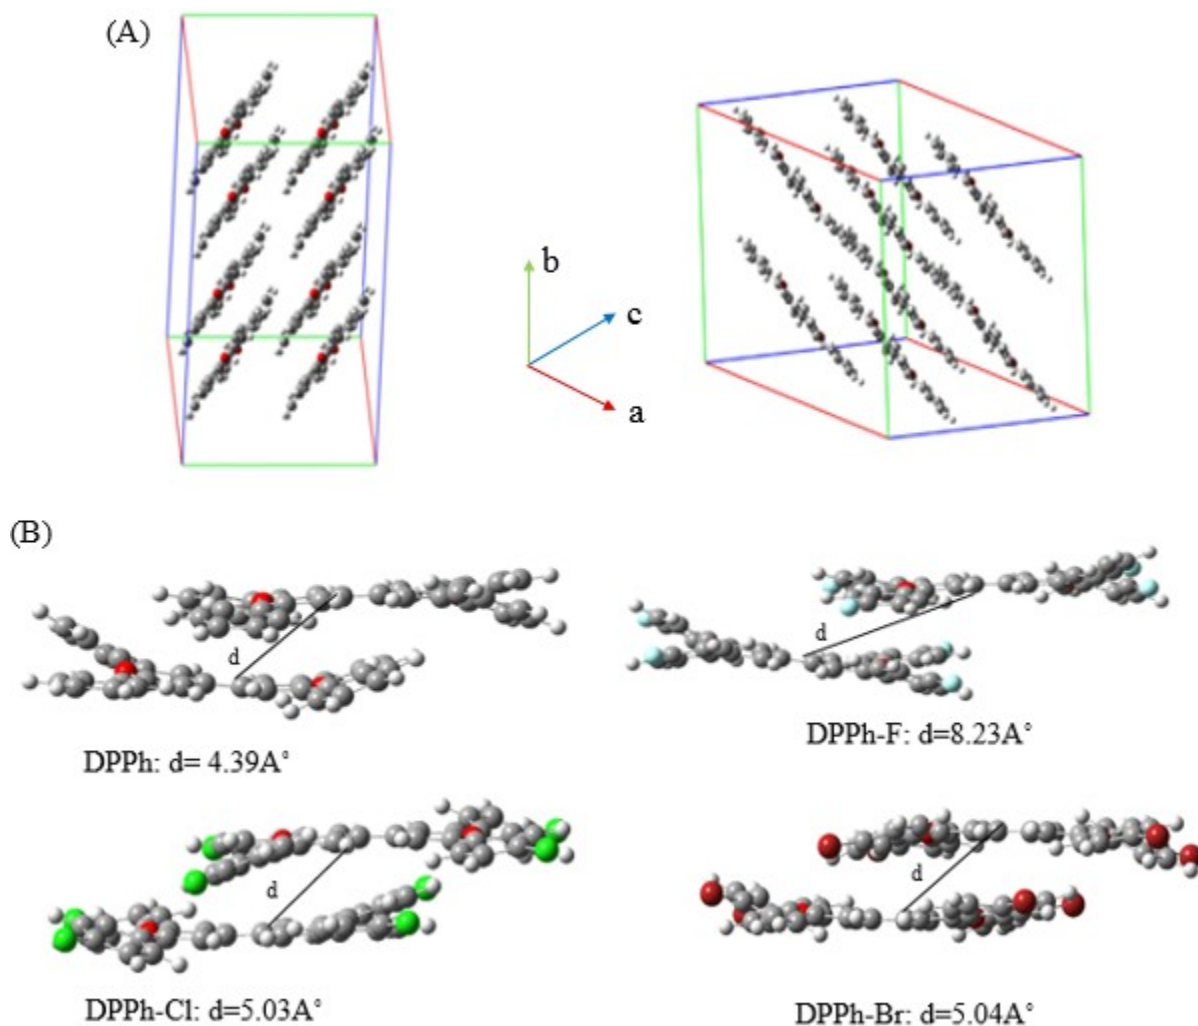 (A)
b
c
a
(B)
d
d
DPPh: d= 4.39A°
DPPh-F: d=8.23A°
d
d
DPPh-Cl: d=5.03A°
DPPh-Br: d=5.04A°